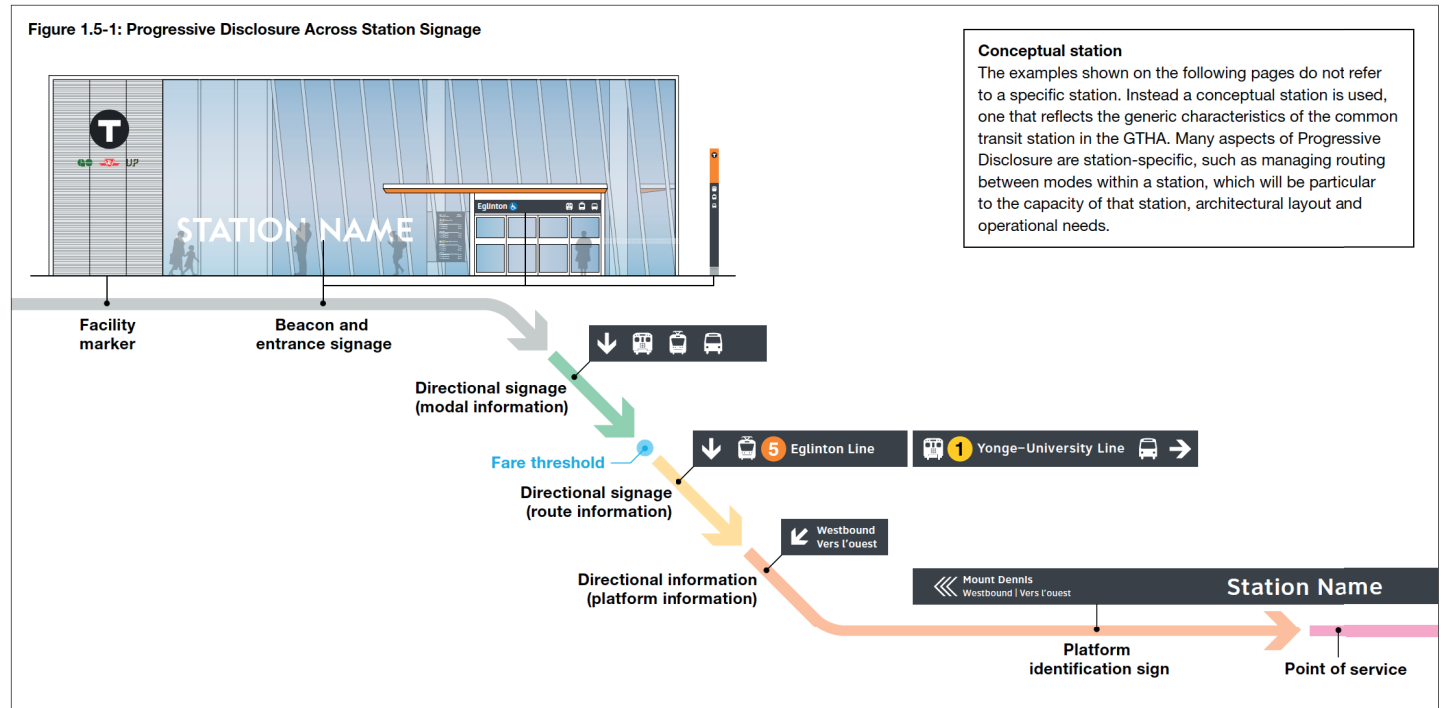 Figure 1.5-1: Progressive Disclosure Across Station Signage
Conceptual station
The examples shown on the following pages do not refer
to a specific station. Instead a conceptual station is used,
one that reflects the generic characteristics of the common
transit station in the GTHA. Many aspects of Progressive
Disclosure are station-specific, such as managing routing
between modes within a station, which will be particular
to the capacity of that station, architectural layout and
operational needs.
T
GO UP
STATION NAME
Eglinton
T
Facility
marker
Beacon and
entrance signage
Directional signage
(modal information)
Fare threshold
5 Eglinton Line
1 Yonge–University Line
Directional signage
(route information)
Westbound
Vers l'ouest
Directional information
(platform information)
Mount Dennis
Westbound | Vers l'ouest
Station Name
Platform
identification sign
Point of service